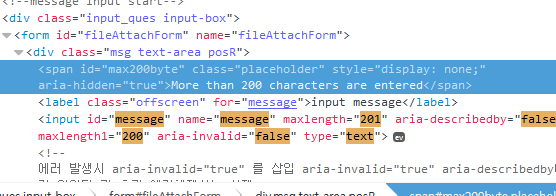 <!--message input start-->
<div class="input_ques input-box">
<form id="fileAttachForm" name="fileAttachForm">
<div class="msg text-area posR">
<span id="max200byte" class="placeholder" style="display: none;"
aria-hidden="true">More than 200 characters are entered</span>
<label class="offscreen" for="message">input message</label>
<input id="message" name="message" maxlength="201" aria-describedby="false
maxlength1="200" aria-invalid="false" type="text"> ev
<!--
에러 발생시 aria-invalid="true" 를 삽입 aria-invalid="true" aria-describedby
ques.input-box
form#fileAttachForm
div.msg.text-area.posR
span#max200byte.placeholder